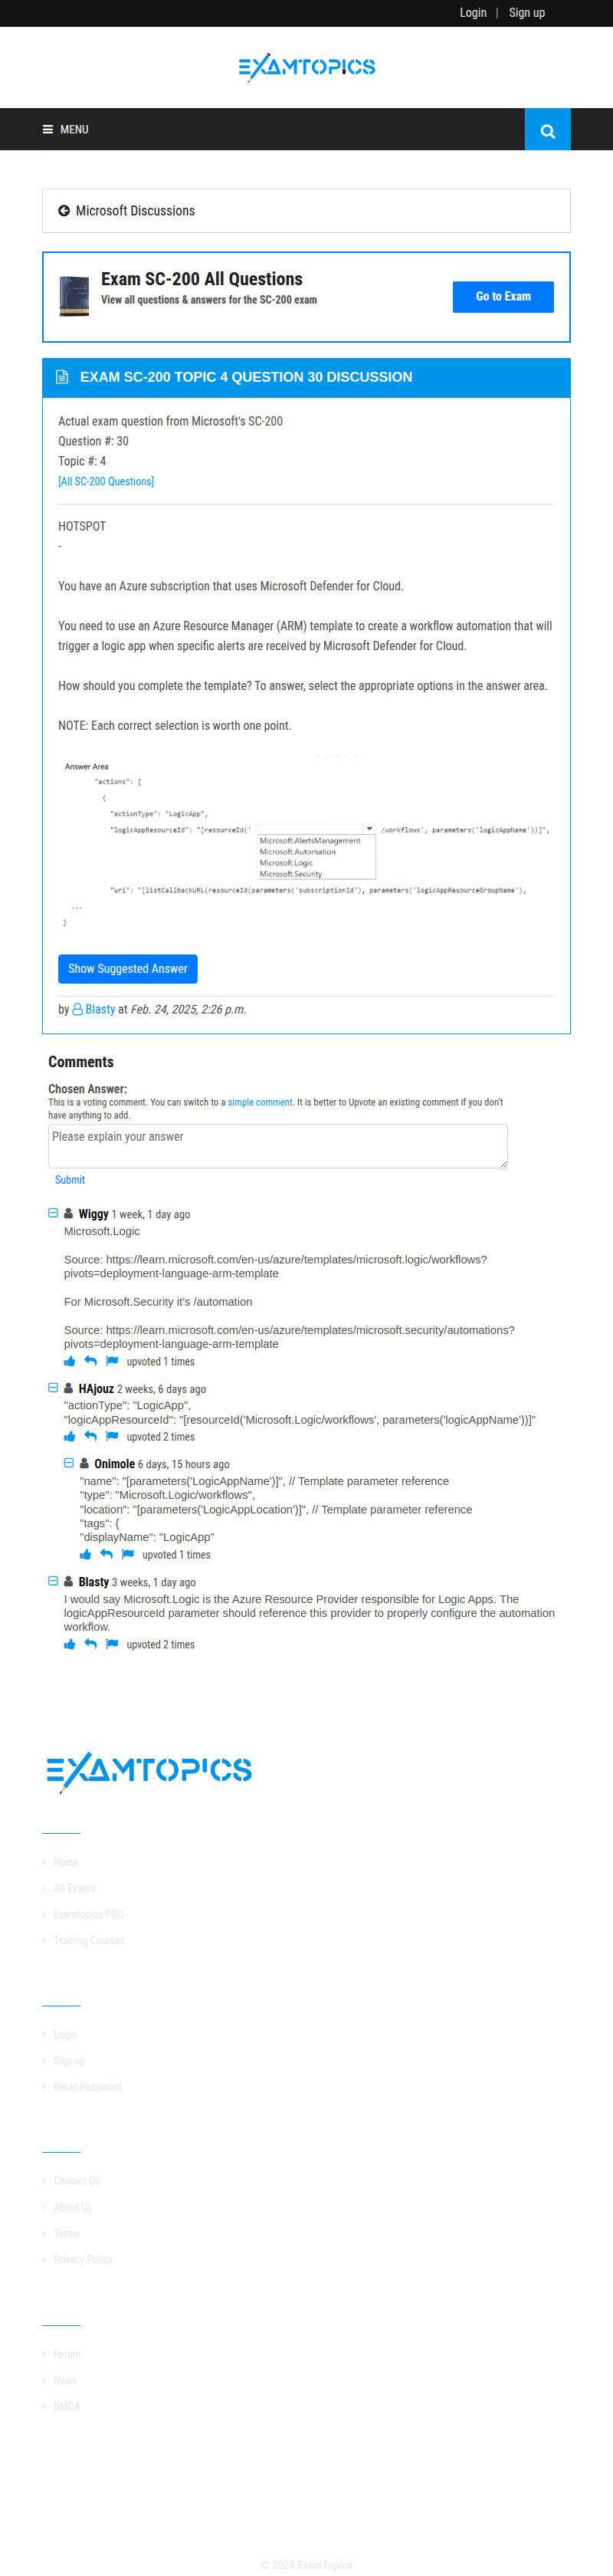 Login | Sign up
EXAMTOPICS
MENU
Microsoft Discussions
Exam SC-200 All Questions
View all questions & answers for the SC-200 exam
Go to Exam
EXAM SC-200 TOPIC 4 QUESTION 30 DISCUSSION
Actual exam question from Microsoft's SC-200
Question #: 30
Topic #: 4
[All SC-200 Questions]
HOTSPOT
-
You have an Azure subscription that uses Microsoft Defender for Cloud.
You need to use an Azure Resource Manager (ARM) template to create a workflow automation that will
trigger a logic app when specific alerts are received by Microsoft Defender for Cloud.
How should you complete the template? To answer, select the appropriate options in the answer area.
NOTE: Each correct selection is worth one point.
Answer Area
"actions": [
{
"actionType": "LogicApp",
"logicAppResourceId": "[resourceId(' /workflows', parameters('logicAppName'))]",
Microsoft.AlertsManagement
Microsoft.Automation
Microsoft.Logic
Microsoft.Security
"uri": "[listCallbackURL(resourceId(parameters('subscriptionId'), parameters('logicAppResourceGroupName'),
...
}
Show Suggested Answer
by Blasty at Feb. 24, 2025, 2:26 p.m.
Comments
Chosen Answer:
This is a voting comment. You can switch to a simple comment. It is better to Upvote an existing comment if you don't
have anything to add.
Please explain your answer
Submit
Wiggy 1 week, 1 day ago
Microsoft.Logic
Source: https://learn.microsoft.com/en-us/azure/templates/microsoft.logic/workflows?
pivots=deployment-language-arm-template
For Microsoft.Security it's /automation
Source: https://learn.microsoft.com/en-us/azure/templates/microsoft.security/automations?
pivots=deployment-language-arm-template
upvoted 1 times
HAjouz 2 weeks, 6 days ago
"actionType": "LogicApp",
"logicAppResourceId": "[resourceId('Microsoft.Logic/workflows', parameters('logicAppName'))]"
upvoted 2 times
Onimole 6 days, 15 hours ago
"name": "[parameters('LogicAppName')]", // Template parameter reference
"type": "Microsoft.Logic/workflows",
"location": "[parameters('LogicAppLocation')]", // Template parameter reference
"tags": {
"displayName": "LogicApp"
upvoted 1 times
Blasty 3 weeks, 1 day ago
I would say Microsoft.Logic is the Azure Resource Provider responsible for Logic Apps. The
logicAppResourceId parameter should reference this provider to properly configure the automation
workflow.
upvoted 2 times
EXAMTOPICS
Home
All Exams
Examtopics PRO
Training Courses
Login
Sign up
Reset Password
Contact Us
About Us
Terms
Privacy Policy
Forum
News
DMCA
© 2024 ExamTopics